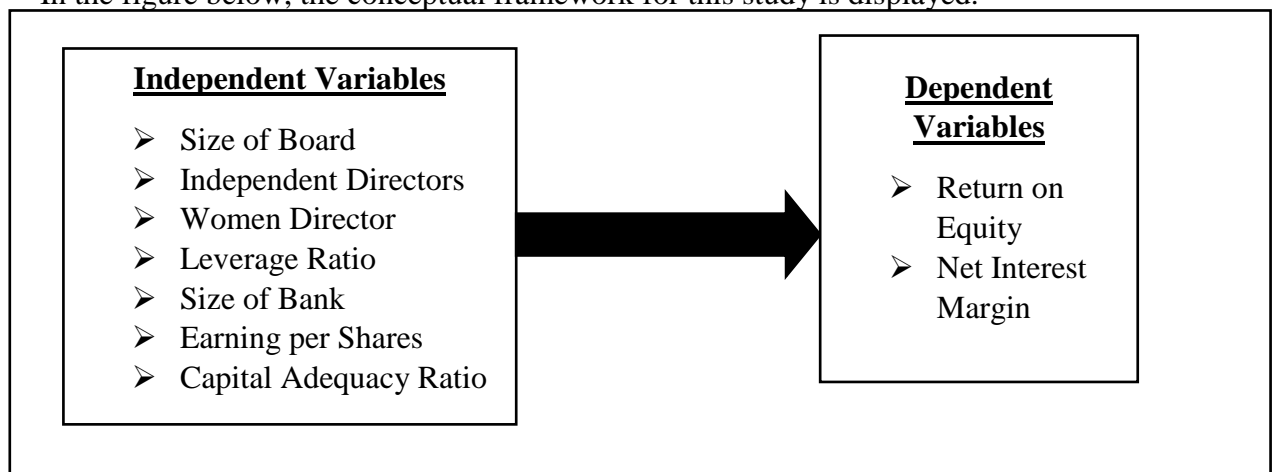 In the figure below, the conceptual framework for this study is displayed.
Independent Variables
➢ Size of Board
➢ Independent Directors
➢ Women Director
➢ Leverage Ratio
➢ Size of Bank
➢ Earning per Shares
➢ Capital Adequacy Ratio
Dependent
Variables
➢ Return on
Equity
➢ Net Interest
Margin